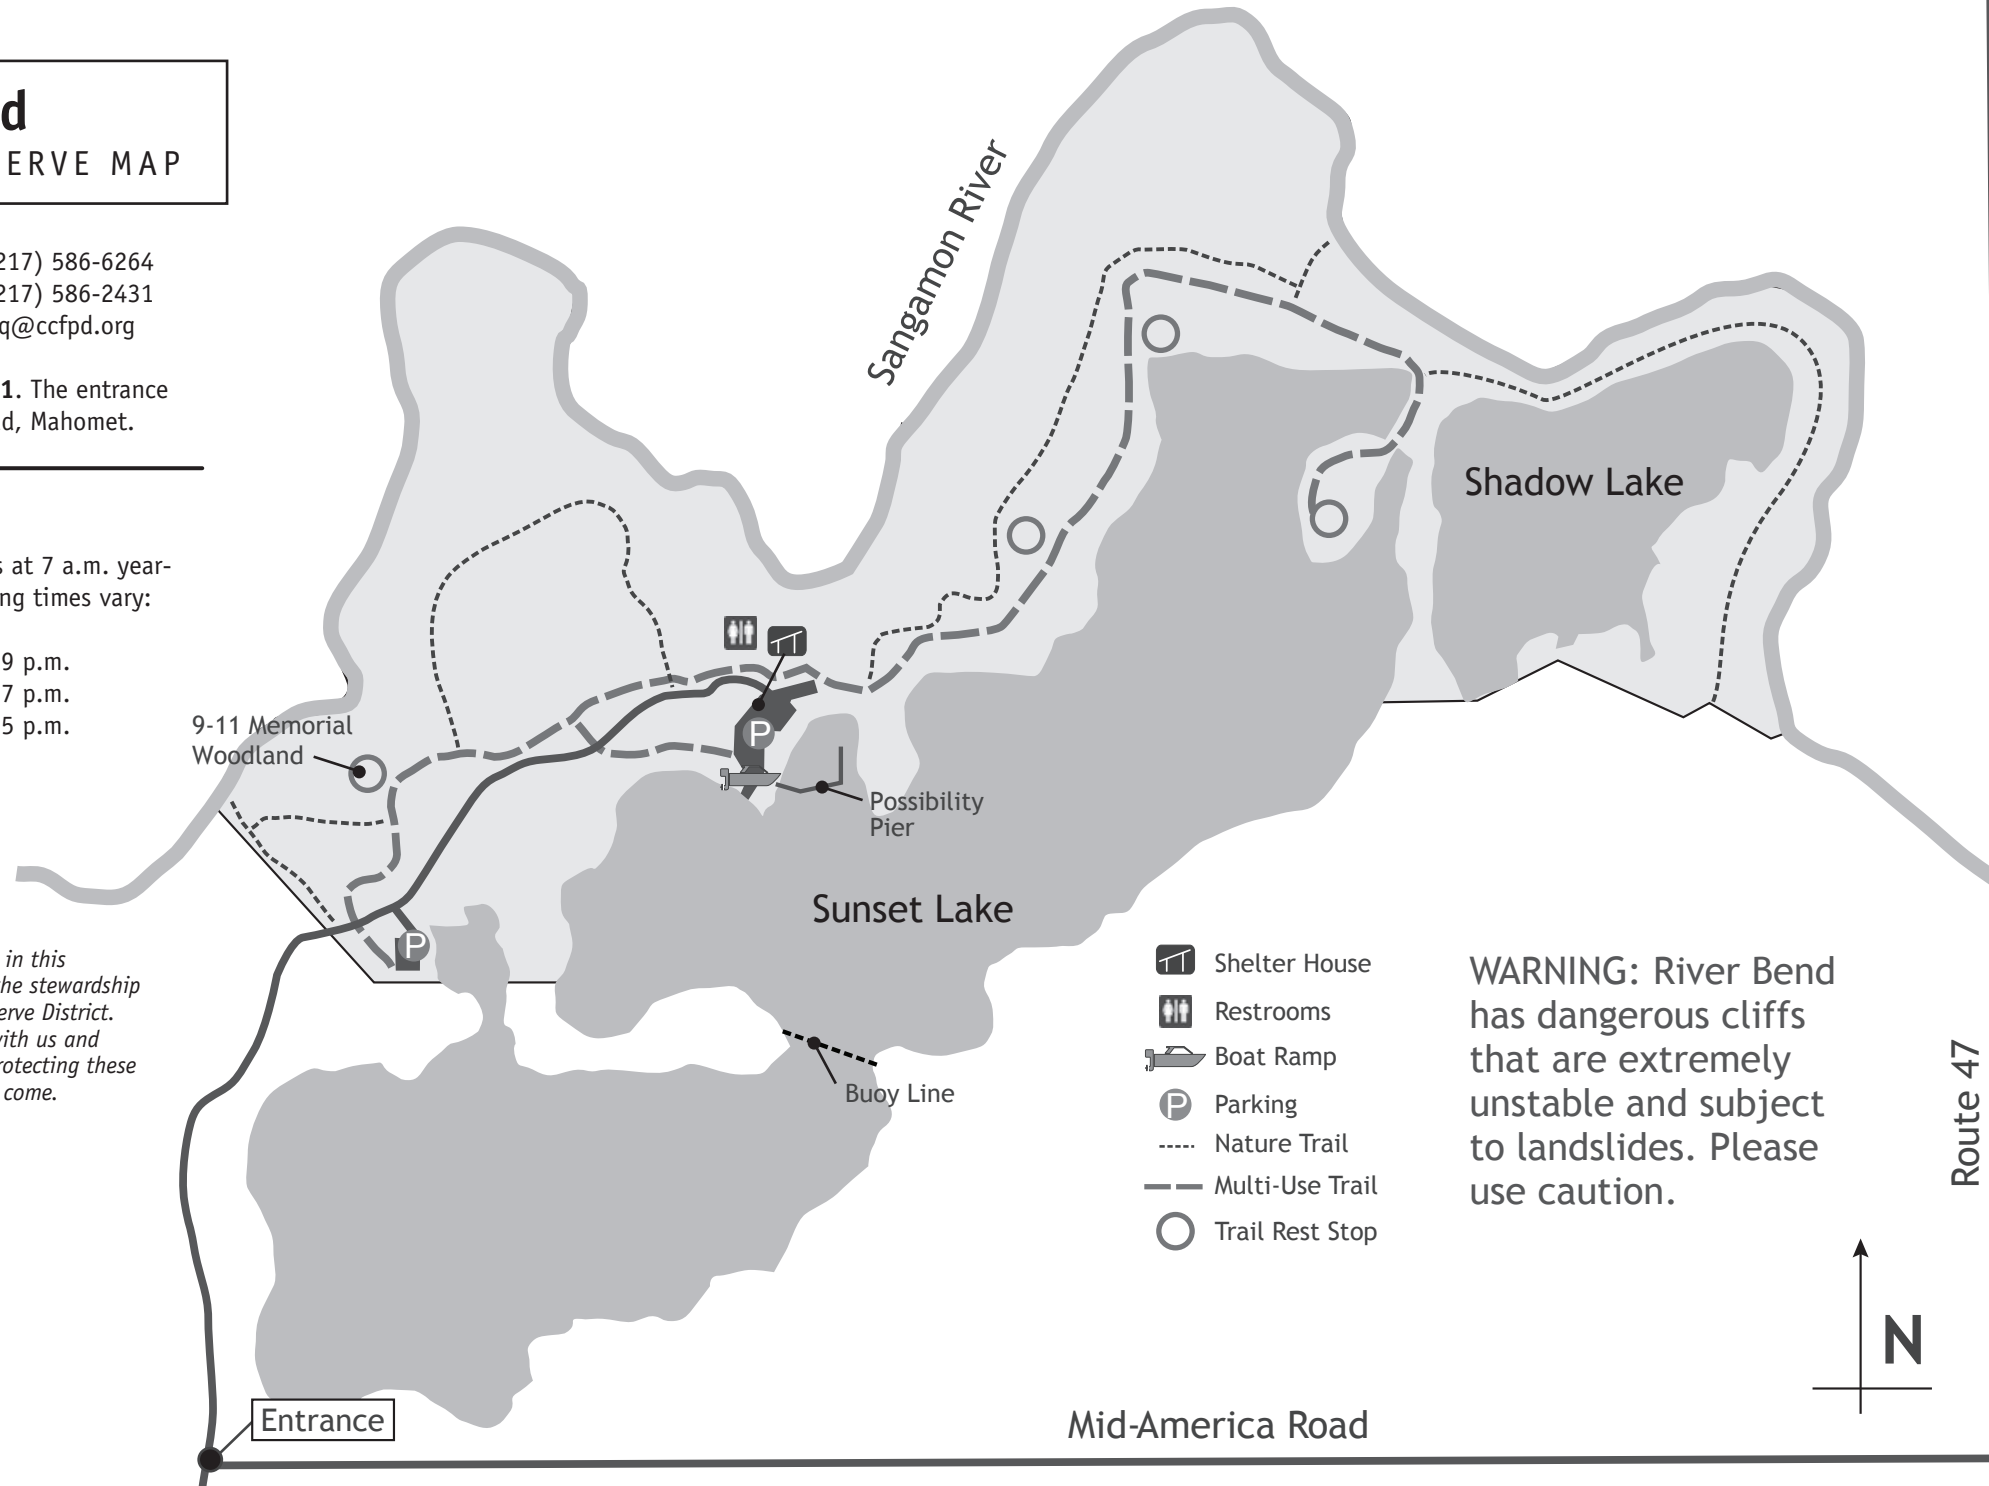 d
ERVE MAP
217) 586-6264
217) 586-2431
q@ccfpd.org
1. The entrance
d, Mahomet.
s at 7 a.m. year-
ng times vary:
9 p.m.
7 p.m.
5 p.m.
in this
he stewardship
erve District.
with us and
rotecting these
come.
Sangamon River
Shadow Lake
9-11 Memorial
Woodland
P
Possibility
Pier
Sunset Lake
P
Buoy Line
Shelter House
Restrooms
Boat Ramp
P Parking
Nature Trail
Multi-Use Trail
Trail Rest Stop
WARNING: River Bend
has dangerous cliffs
that are extremely
unstable and subject
to landslides. Please
use caution.
Route 47
N
Entrance
Mid-America Road